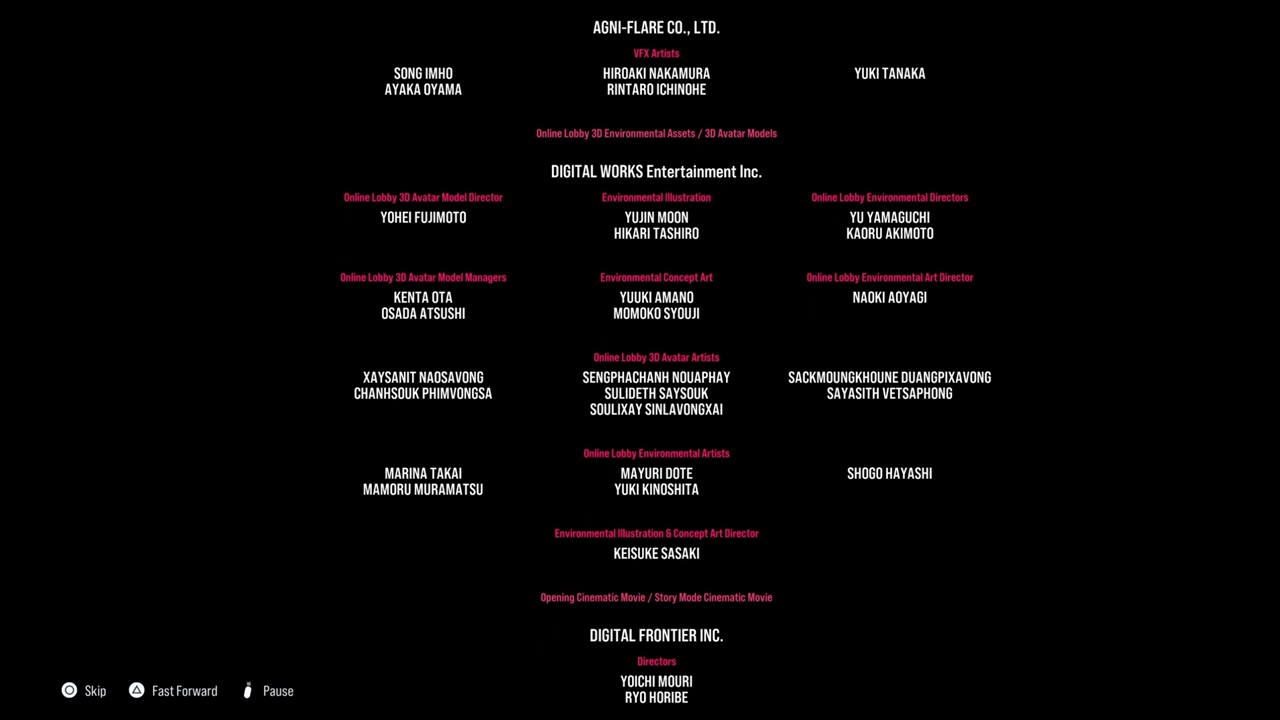 AGNI-FLARE CO., LTD.
VFX Artists
SONG IMHO HIROAKI NAKAMURA YUKI TANAKA
AYAKA OYAMA RINTARO ICHINOHE
Online Lobby 3D Environmental Assets / 3D Avatar Models
DIGITAL WORKS Entertainment Inc.
Online Lobby 3D Avatar Model Director Environmental Illustration Online Lobby Environmental Directors
YOHEI FUJIMOTO YUJIN MOON YU YAMAGUCHI
HIKARI TASHIRO KAORU AKIMOTO
Online Lobby 3D Avatar Model Managers Environmental Concept Art Online Lobby Environmental Art Director
KENTA OTA YUUKI AMANO NAOKI AOYAGI
OSADA ATSUSHI MOMOKO SYOUJI
Online Lobby 3D Avatar Artists
XAYSANIT NAOSAVONG SENGPHACHANH NOUAPHAY SACKMOUNGKHOUNE DUANGPIXAVONG
CHANHSOUK PHIMVONGSA SULIDETH SAYSOUK SAYASITH VETSAPHONG
SOULIXAY SINLAVONGXAI
Online Lobby Environmental Artists
MARINA TAKAI MAYURI DOTE SHOGO HAYASHI
MAMORU MURAMATSU YUKI KINOSHITA
Environmental Illustration & Concept Art Director
KEISUKE SASAKI
Opening Cinematic Movie / Story Mode Cinematic Movie
DIGITAL FRONTIER INC.
Directors
YOICHI MOURI
RYO HORIBE
Skip Fast Forward Pause